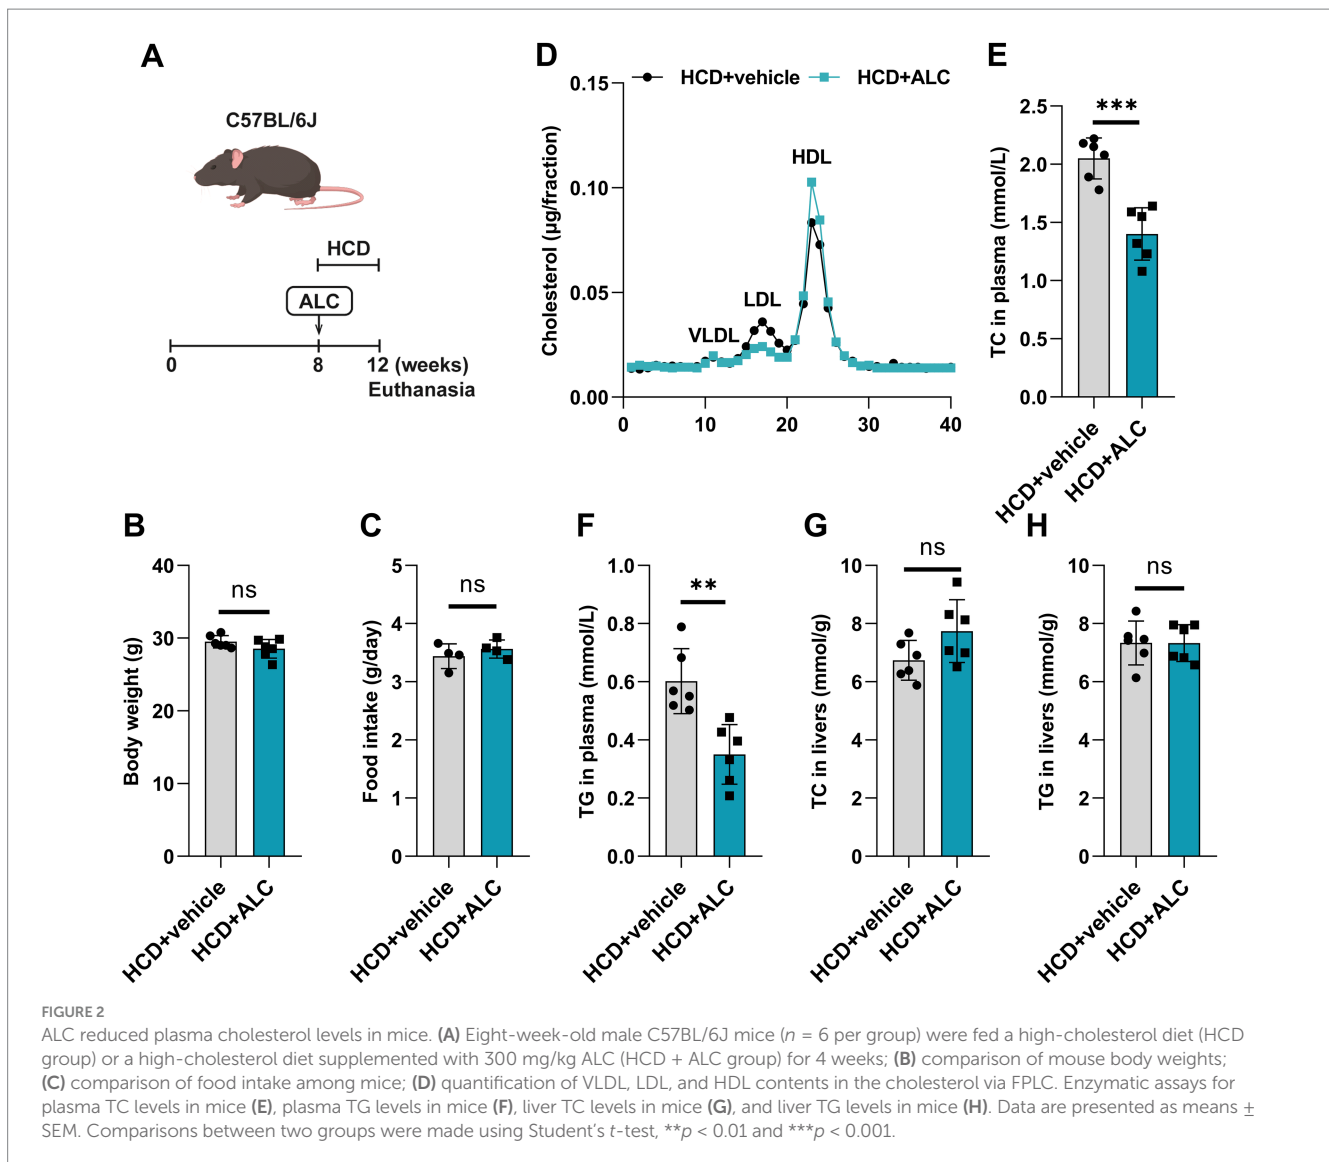 A
C57BL/6J
HCD
ALC
0
8
12 (weeks)
Euthanasia
D
HCD+vehicle
HCD+ALC
Cholesterol (μg/fraction)
0.15
0.10
0.05
0.00
VLDL
LDL
HDL
0
10
20
30
40
E
***
TC in plasma (mmol/L)
2.5
2.0
1.5
1.0
0.5
0.0
HCD+vehicle
HCD+ALC
B
ns
Body weight (g)
40
30
20
10
0
HCD+vehicle
HCD+ALC
C
ns
Food intake (g/day)
5
4
3
2
1
0
HCD+vehicle
HCD+ALC
F
**
TG in plasma (mmol/L)
1.0
0.8
0.6
0.4
0.2
0.0
HCD+vehicle
HCD+ALC
G
ns
TC in livers (mmol/g)
10
8
6
4
2
0
HCD+vehicle
HCD+ALC
H
ns
TG in livers (mmol/g)
10
8
6
4
2
0
HCD+vehicle
HCD+ALC
FIGURE 2
ALC reduced plasma cholesterol levels in mice. (A) Eight-week-old male C57BL/6J mice (n = 6 per group) were fed a high-cholesterol diet (HCD
group) or a high-cholesterol diet supplemented with 300 mg/kg ALC (HCD + ALC group) for 4 weeks; (B) comparison of mouse body weights;
(C) comparison of food intake among mice; (D) quantification of VLDL, LDL, and HDL contents in the cholesterol via FPLC. Enzymatic assays for
plasma TC levels in mice (E), plasma TG levels in mice (F), liver TC levels in mice (G), and liver TG levels in mice (H). Data are presented as means ±
SEM. Comparisons between two groups were made using Student's t-test, **p < 0.01 and ***p < 0.001.